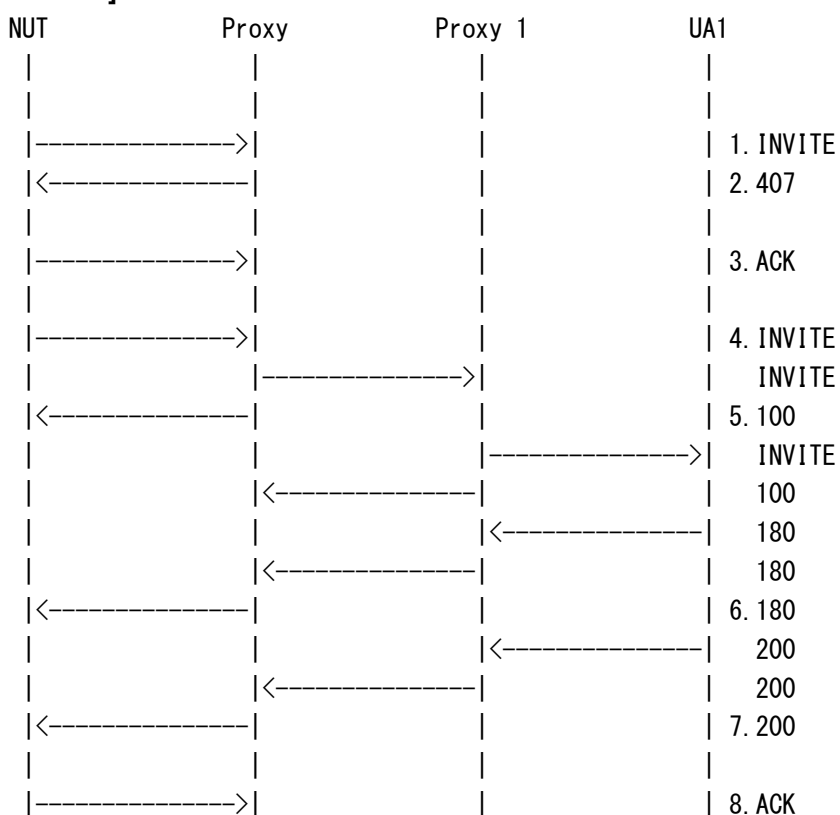 NUT Proxy Proxy 1 UA1
| | | |
| | | |
|--------------->| | | 1. INVITE
|<---------------| | | 2. 407
| | | |
|--------------->| | | 3. ACK
| | | |
|--------------->| | | 4. INVITE
| |--------------->| | INVITE
|<---------------| | | 5. 100
| | |--------------->| INVITE
| |<---------------| | 100
| | |<---------------| 180
| |<---------------| | 180
|<---------------| | | 6. 180
| | |<---------------| 200
| |<---------------| | 200
|<---------------| | | 7. 200
| | | |
|--------------->| | | 8. ACK